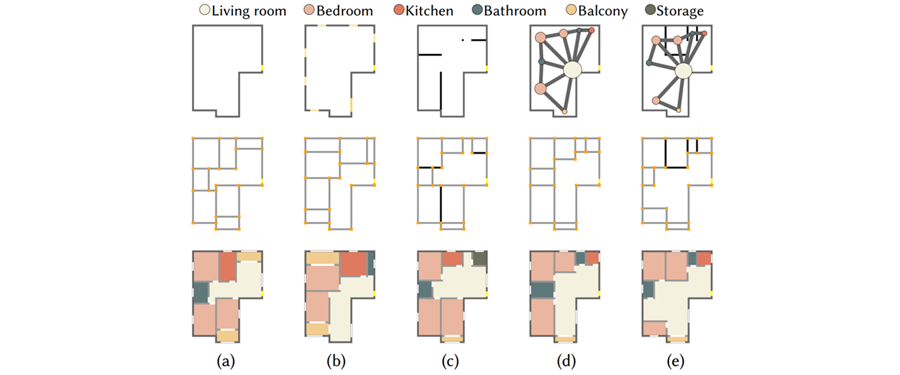 Living room Bedroom Kitchen Bathroom Balcony Storage
(a) (b) (c) (d) (e)